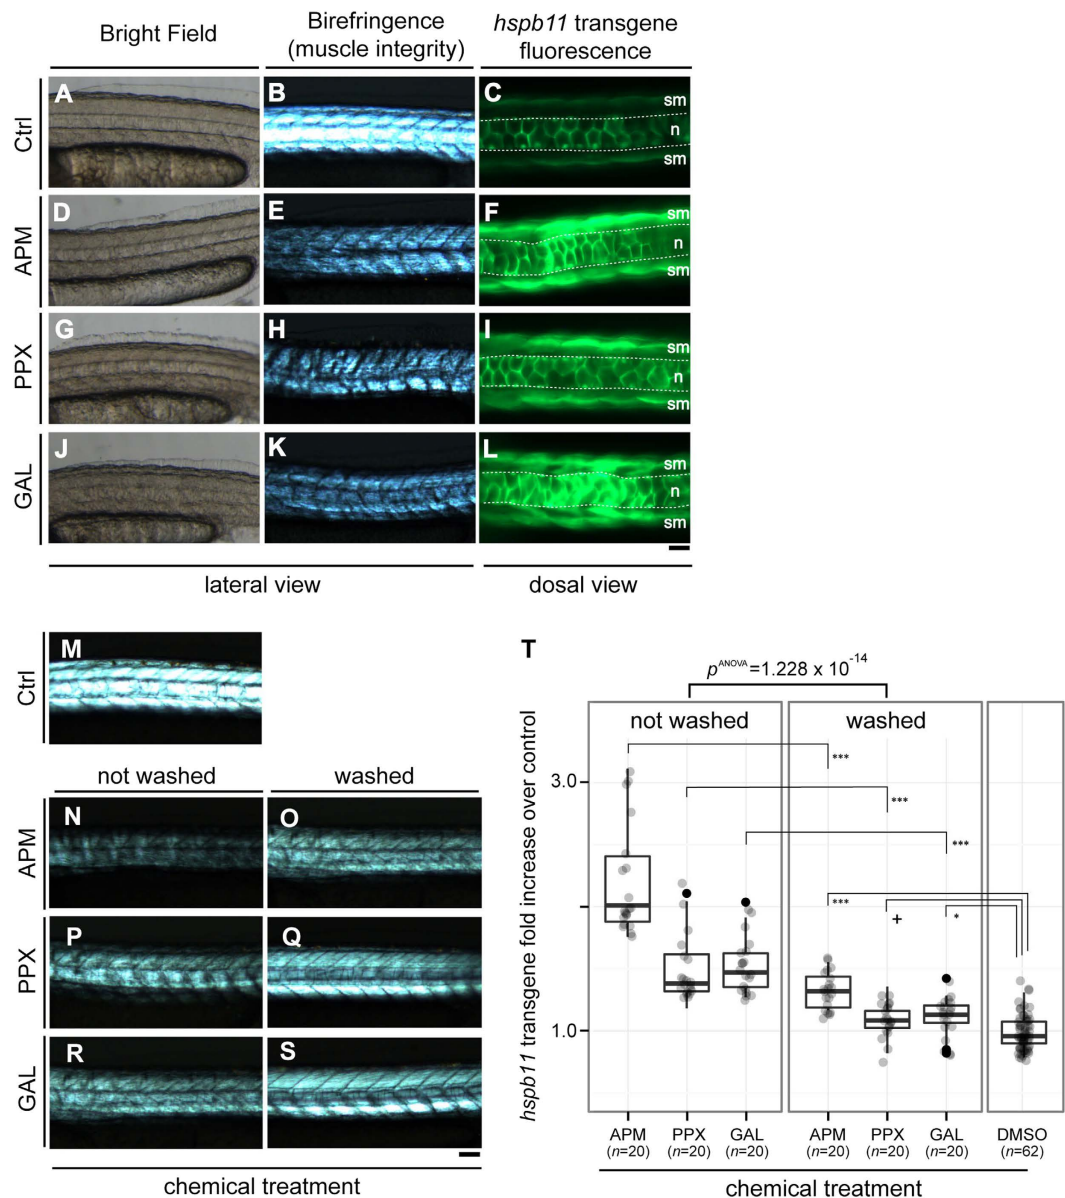 Bright Field
Birefringence
(muscle integrity)
hspb11 transgene
fluorescence
Ctrl
A
B
C
sm
n
sm
APM
D
E
F
sm
n
sm
PPX
G
H
I
sm
n
sm
GAL
J
K
L
sm
n
sm
lateral view
dosal view
Ctrl
M
not washed
washed
APM
N
O
PPX
P
Q
GAL
R
S
chemical treatment
T
p^ANOVA=1.228 x 10^-14
hspb11 transgene fold increase over control
not washed
washed
3.0
1.0
***
***
***
***
+
*
APM
(n=20)
PPX
(n=20)
GAL
(n=20)
APM
(n=20)
PPX
(n=20)
GAL
(n=20)
DMSO
(n=62)
chemical treatment